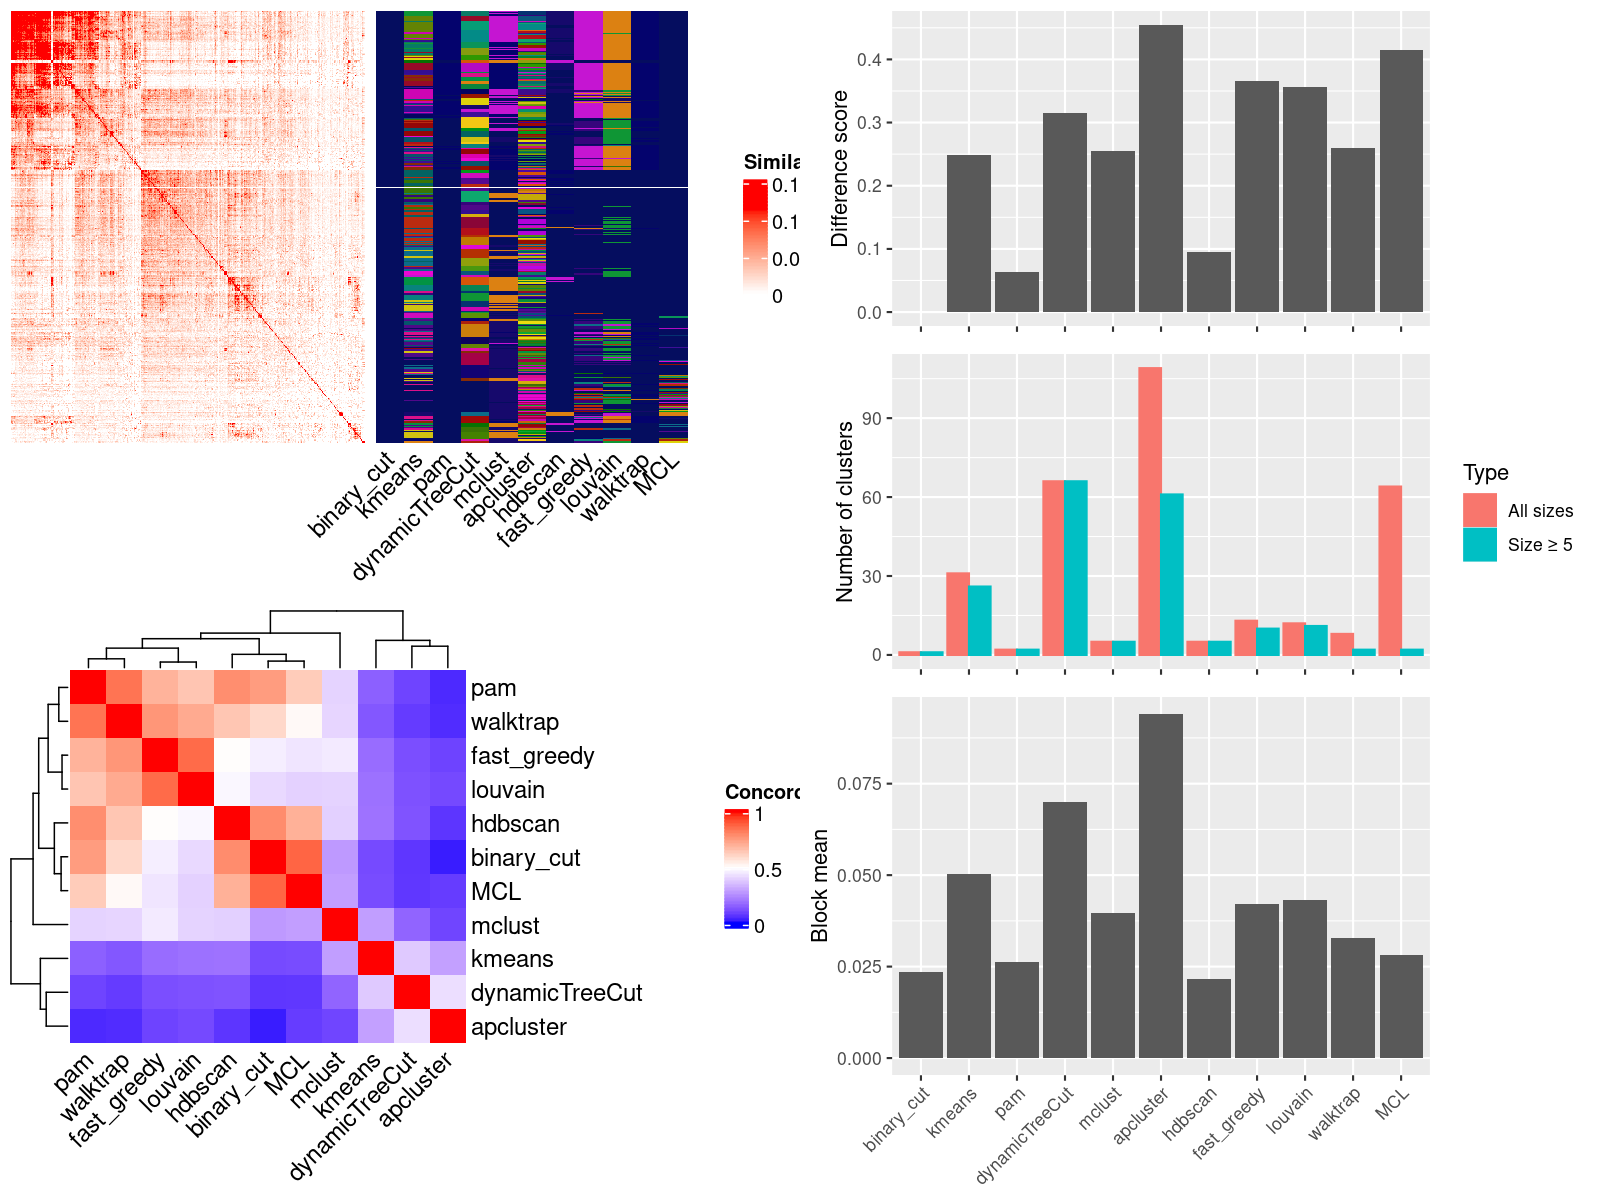 Simila
0.1
0.1
0.0
0
binary_cut
kmeans
pam
dynamicTreeCut
mclust
apcluster
hdbscan
fast_greedy
louvain
walktrap
MCL
pam
walktrap
fast_greedy
louvain
hdbscan
binary_cut
MCL
mclust
kmeans
dynamicTreeCut
apcluster
pam
walktrap
fast_greedy
louvain
hdbscan
binary_cut
MCL
mclust
kmeans
dynamicTreeCut
apcluster
Concord
1
0.5
0
Difference score
0.4
0.3
0.2
0.1
0.0
Number of clusters
90
60
30
0
Type
All sizes
Size ≥ 5
Block mean
0.075
0.050
0.025
0.000
binary_cut
kmeans
pam
dynamicTreeCut
mclust
apcluster
hdbscan
fast_greedy
louvain
walktrap
MCL